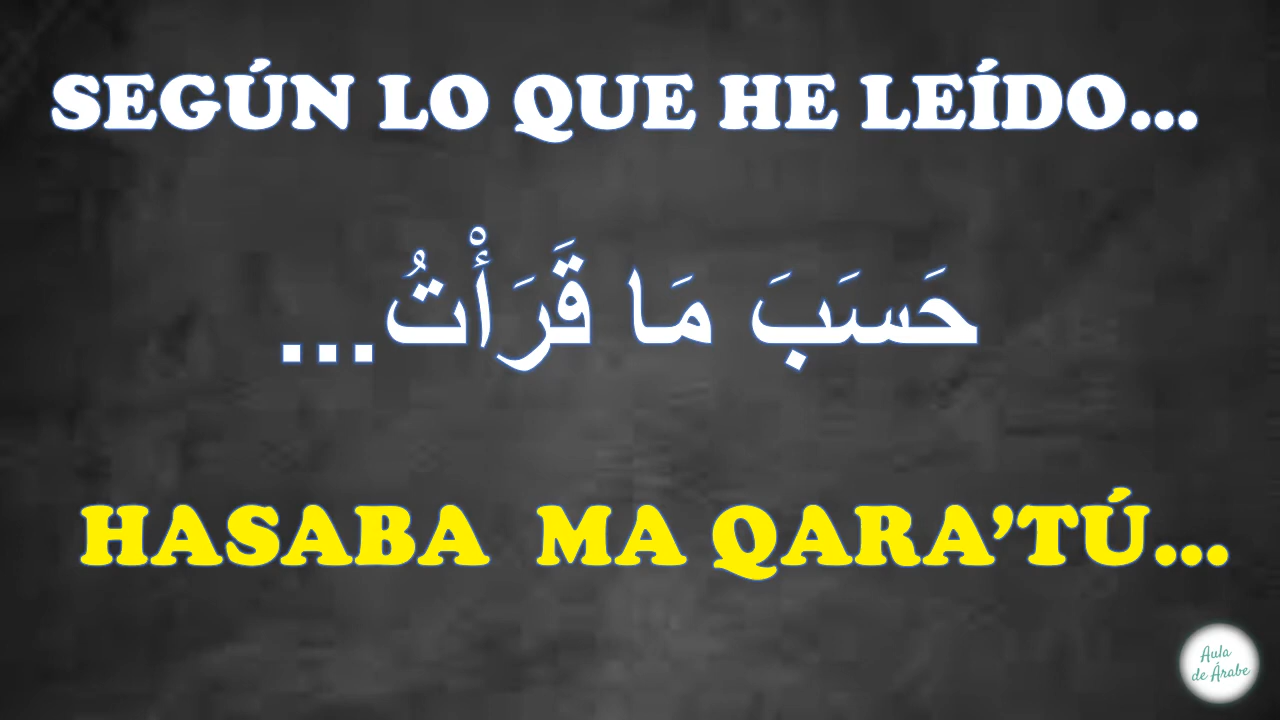 SEGÚN LO QUE HE LEÍDO...
حَسَبَ مَا قَرَأْتُ...
HASABA MA QARA’TÚ...
Aula
de Árabe